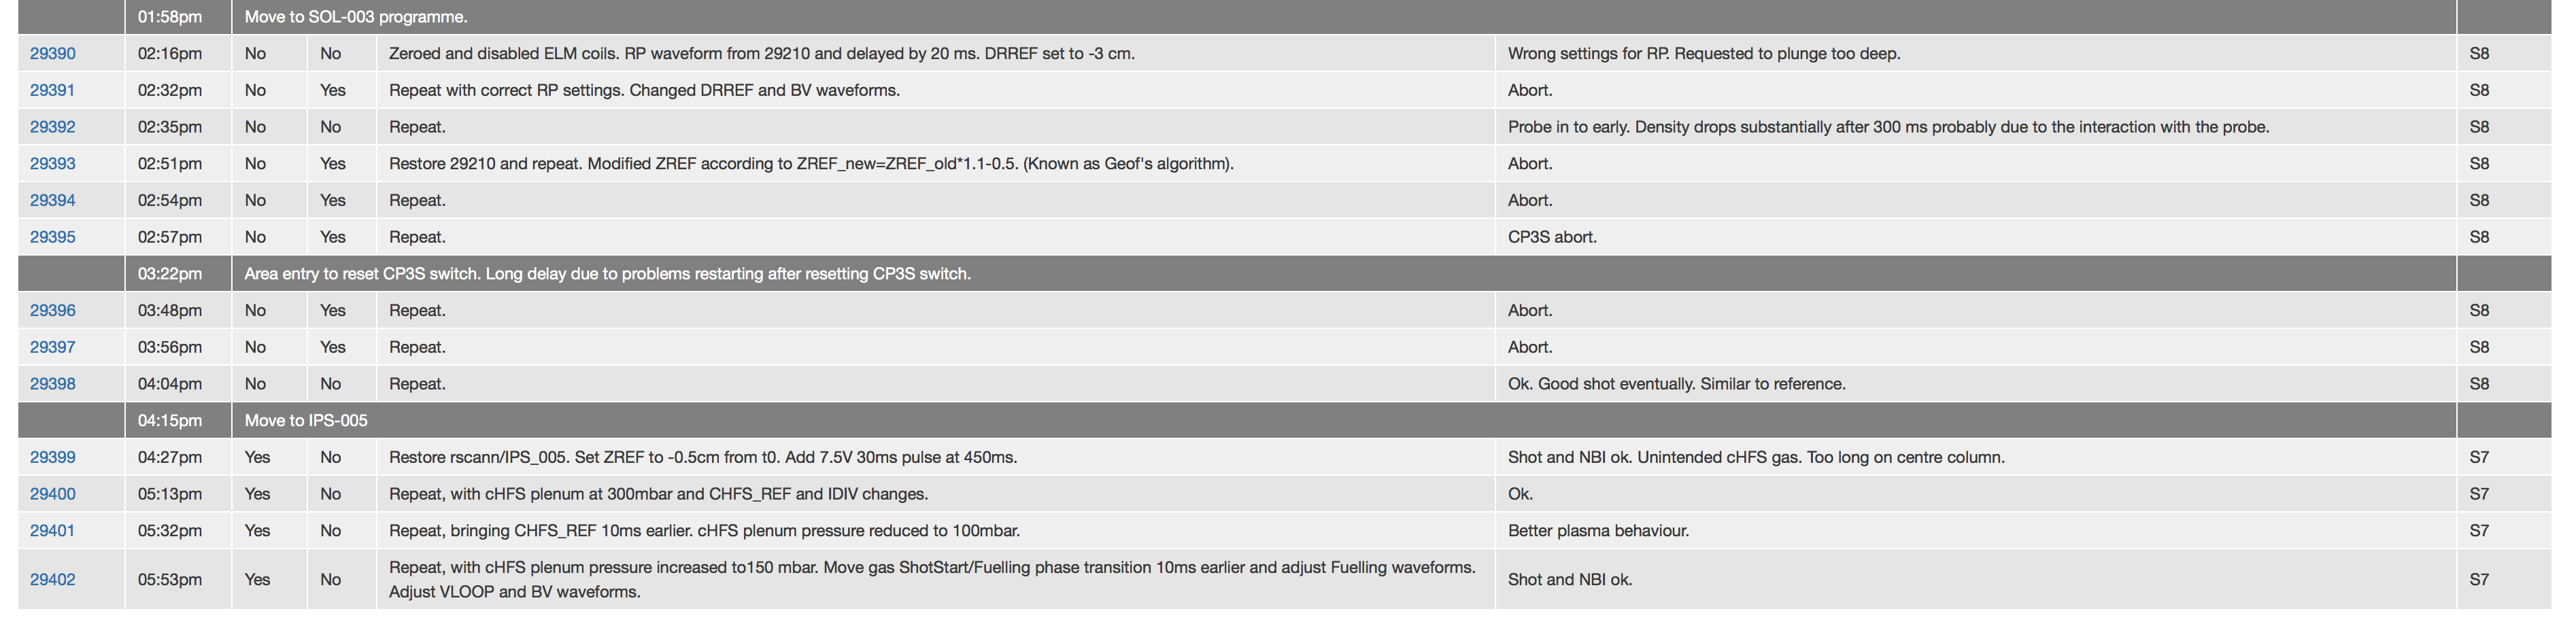 01:58pm Move to SOL-003 programme.
29390 02:16pm No No Zeroed and disabled ELM coils. RP waveform from 29210 and delayed by 20 ms. DRREF set to -3 cm. Wrong settings for RP. Requested to plunge too deep. S8
29391 02:32pm No Yes Repeat with correct RP settings. Changed DRREF and BV waveforms. Abort. S8
29392 02:35pm No No Repeat. Probe in to early. Density drops substantially after 300 ms probably due to the interaction with the probe. S8
29393 02:51pm No Yes Restore 29210 and repeat. Modified ZREF according to ZREF_new=ZREF_old*1.1-0.5. (Known as Geof's algorithm). Abort. S8
29394 02:54pm No Yes Repeat. Abort. S8
29395 02:57pm No Yes Repeat. CP3S abort. S8
03:22pm Area entry to reset CP3S switch. Long delay due to problems restarting after resetting CP3S switch.
29396 03:48pm No Yes Repeat. Abort. S8
29397 03:56pm No Yes Repeat. Abort. S8
29398 04:04pm No No Repeat. Ok. Good shot eventually. Similar to reference. S8
04:15pm Move to IPS-005
29399 04:27pm Yes No Restore rscann/IPS_005. Set ZREF to -0.5cm from t0. Add 7.5V 30ms pulse at 450ms. Shot and NBI ok. Unintended cHFS gas. Too long on centre column. S7
29400 05:13pm Yes No Repeat, with cHFS plenum at 300mbar and CHFS_REF and IDIV changes. Ok. S7
29401 05:32pm Yes No Repeat, bringing CHFS_REF 10ms earlier. cHFS plenum pressure reduced to 100mbar. Better plasma behaviour. S7
29402 05:53pm Yes No Repeat, with cHFS plenum pressure increased to150 mbar. Move gas ShotStart/Fuelling phase transition 10ms earlier and adjust Fuelling waveforms. Shot and NBI ok. S7
Adjust VLOOP and BV waveforms.